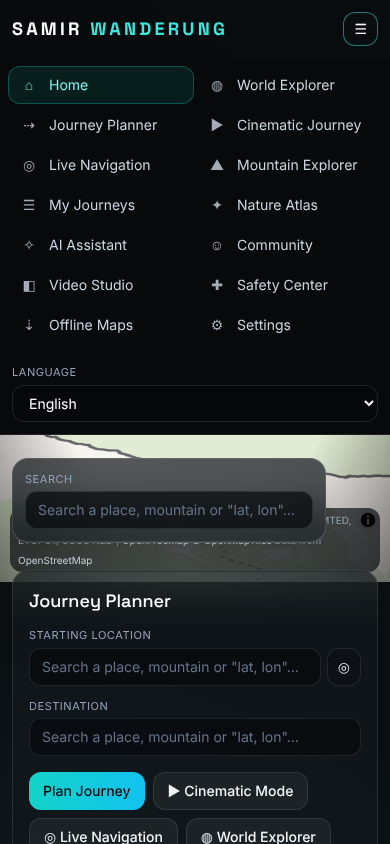 SAMIR WANDERUNG
Home
World Explorer
Journey Planner
Cinematic Journey
Live Navigation
Mountain Explorer
My Journeys
Nature Atlas
AI Assistant
Community
Video Studio
Safety Center
Offline Maps
Settings
LANGUAGE
English
SEARCH
Search a place, mountain or "lat, lon"...
OpenStreetMap
Journey Planner
STARTING LOCATION
Search a place, mountain or "lat, lon"...
DESTINATION
Search a place, mountain or "lat, lon"...
Plan Journey
Cinematic Mode
Live Navigation
World Explorer